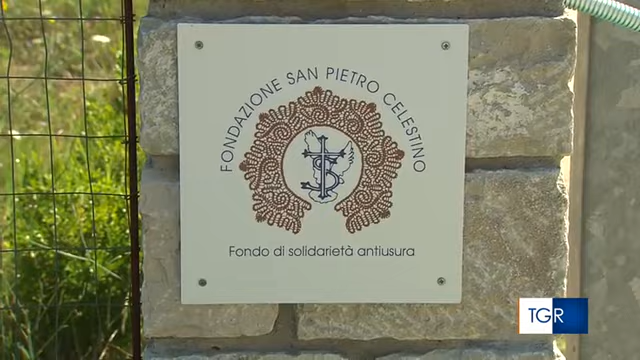 FONDAZIONE SAN PIETRO CELESTINO
Fondo di solidarietà antiusura
TGR